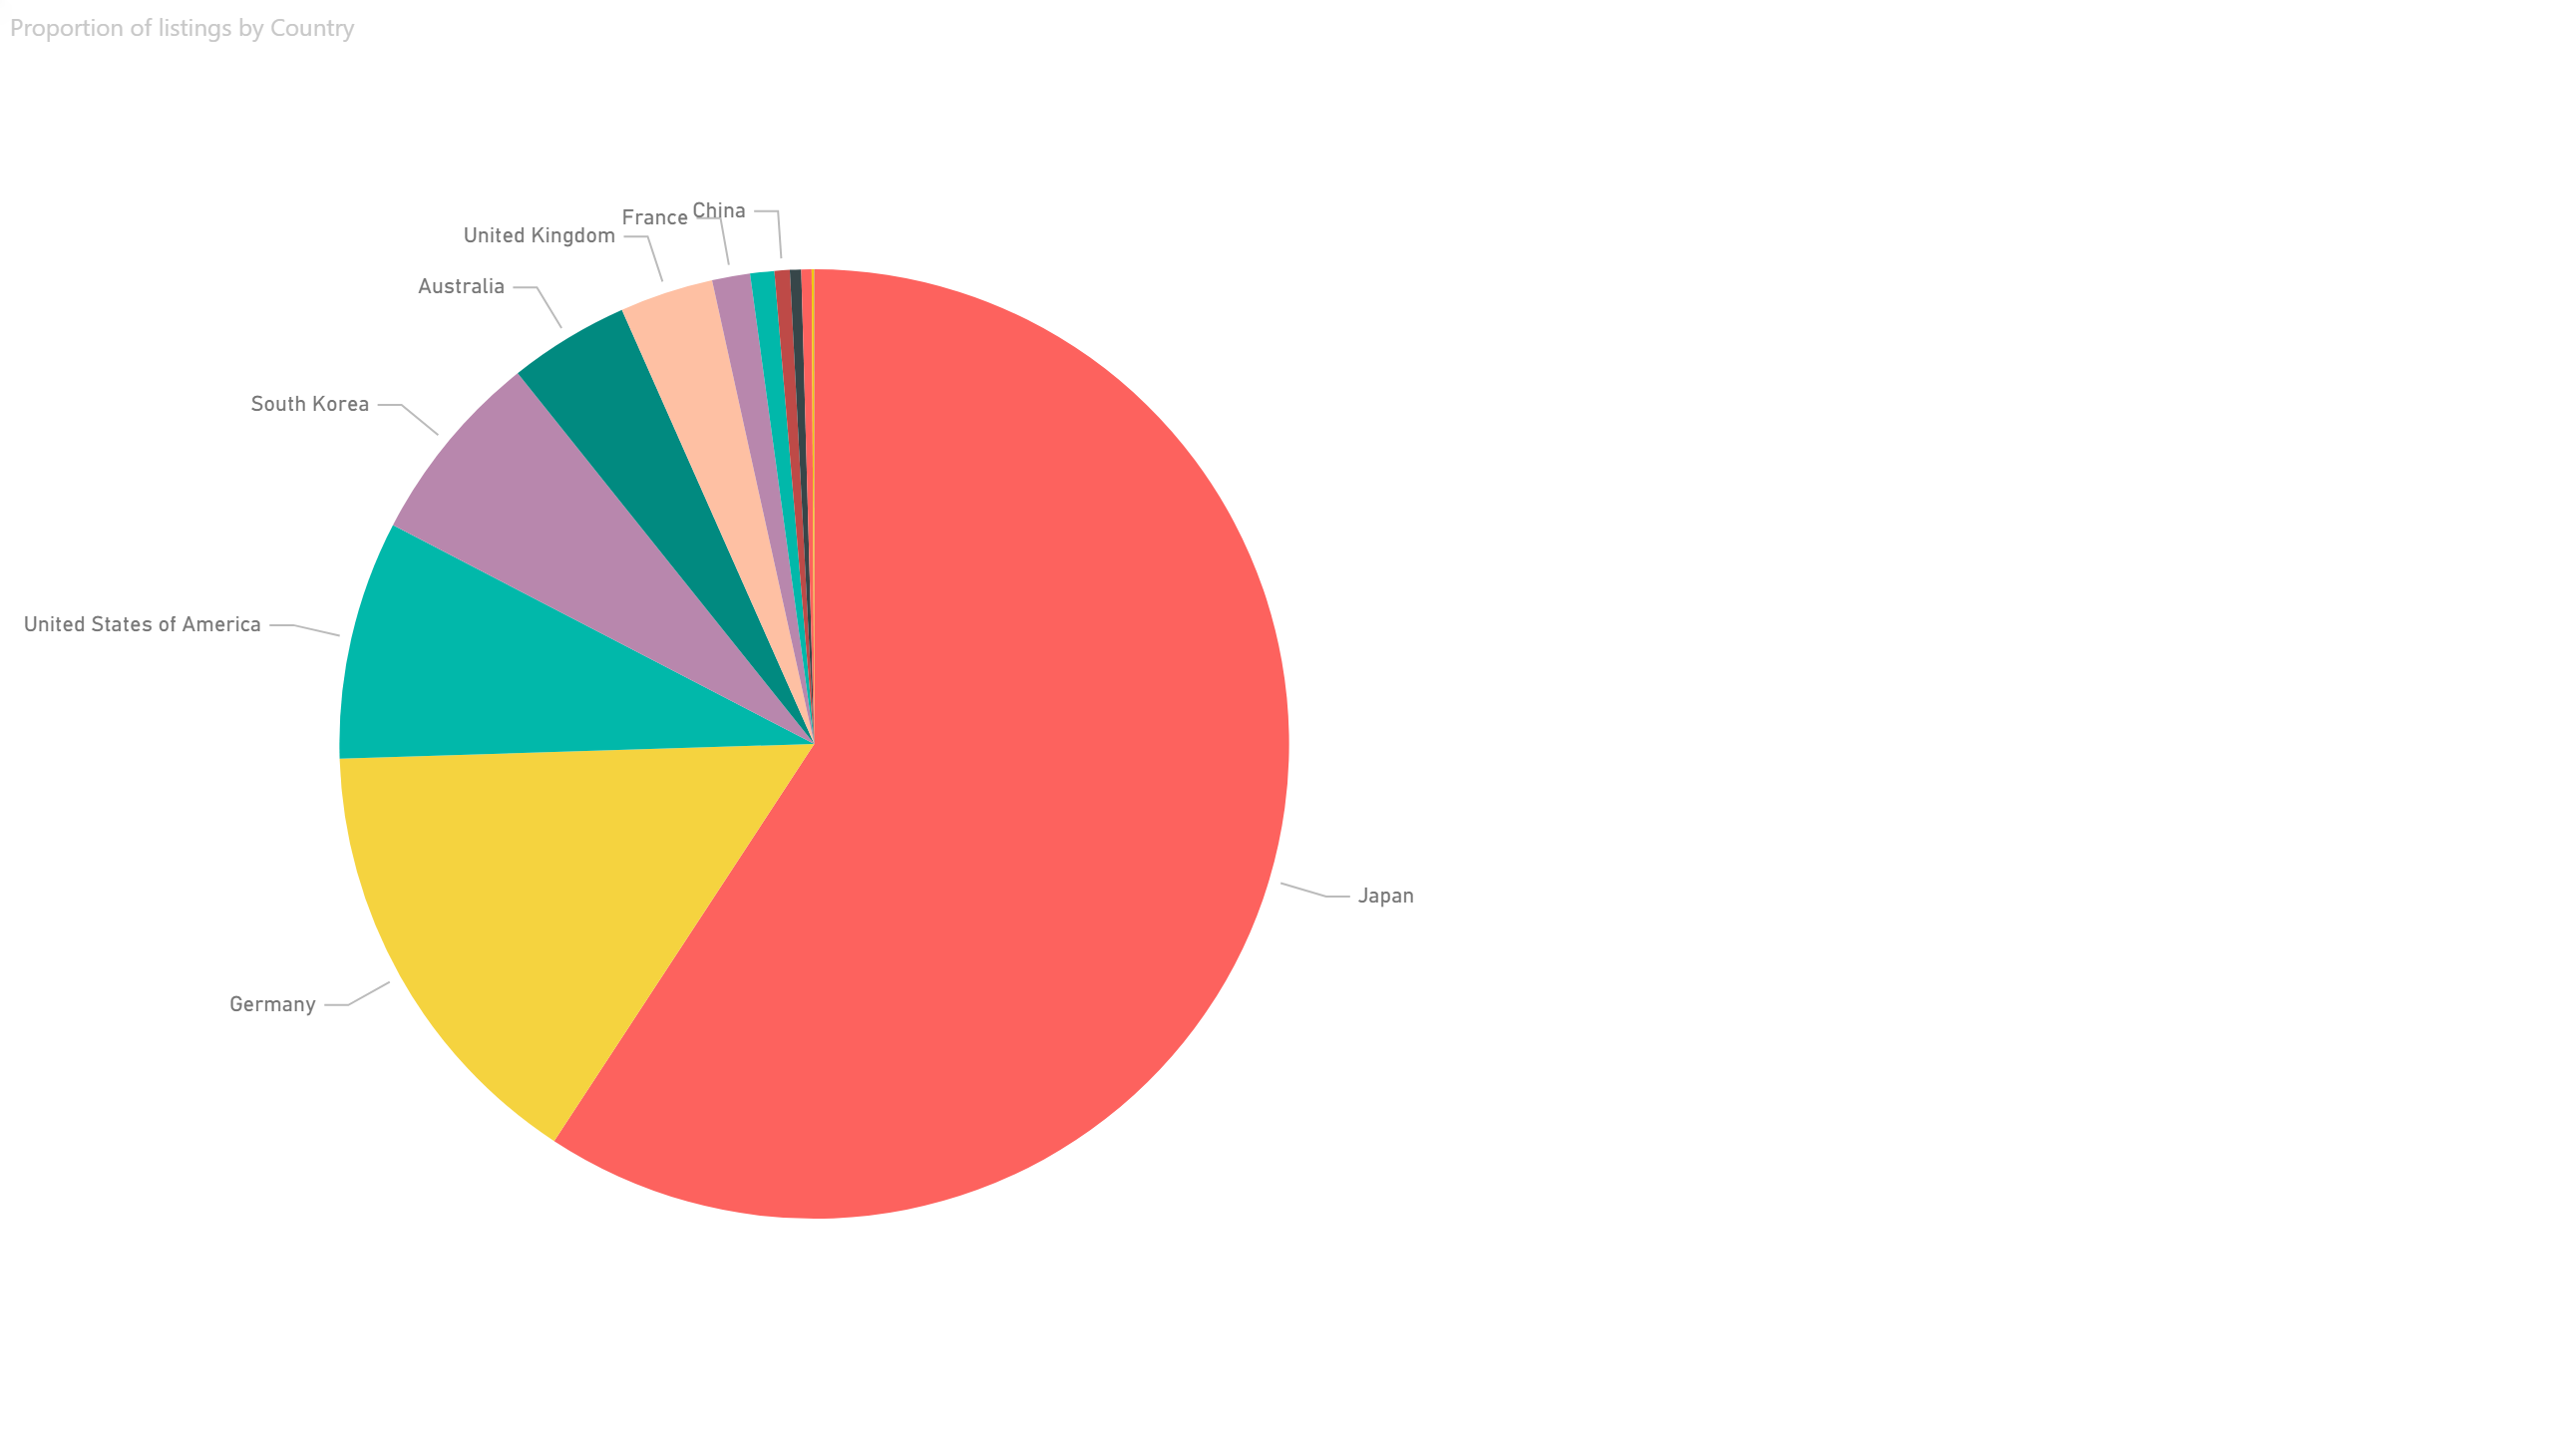 Proportion of listings by Country
China
France
United Kingdom
Australia
South Korea
United States of America
Japan
Germany